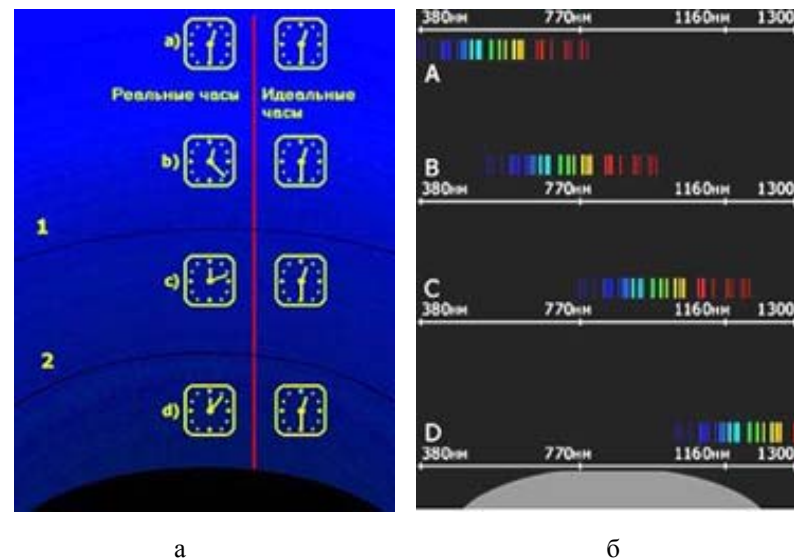 a)
Реальные часы
Идеальные
часы
b)
1
c)
2
d)
380нм 770нм 1160нм 1300
A
B
380нм 770нм 1160нм 1300
C
380нм 770нм 1160нм 1300
D
380нм 770нм 1160нм 1300
а
б